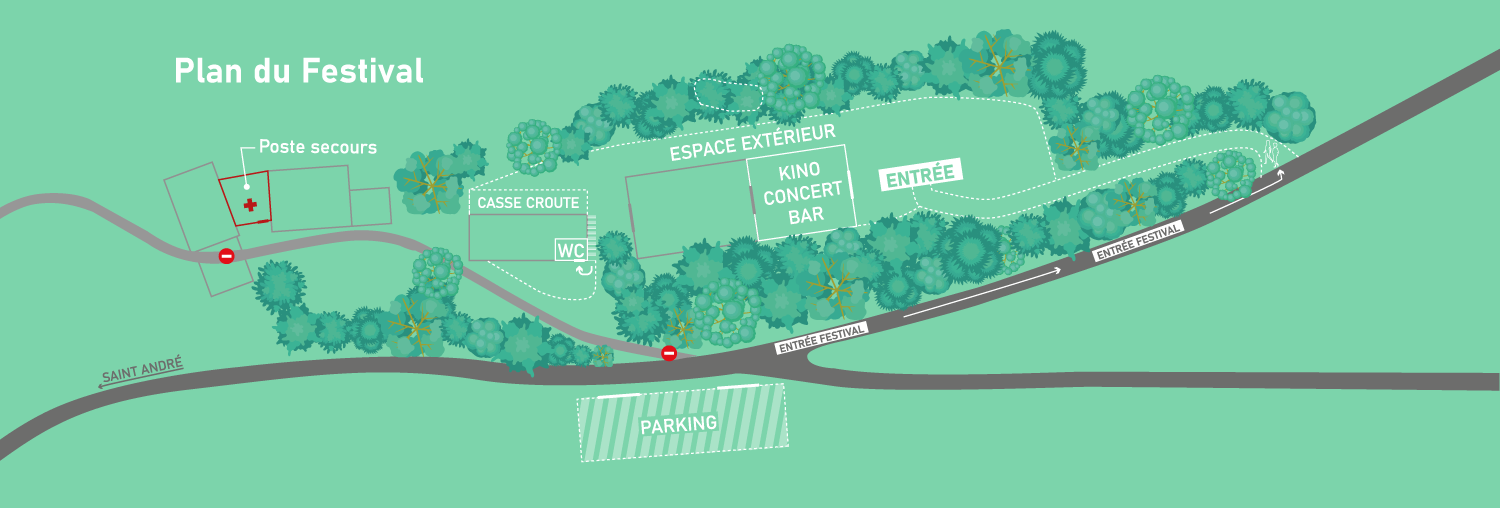 Plan du Festival
Poste secours
ESPACE EXTÉRIEUR
KINO
CONCERT
BAR
ENTRÉE
CASSE CROUTE
WC
ENTRÉE FESTIVAL
ENTRÉE FESTIVAL
SAINT ANDRÉ
PARKING